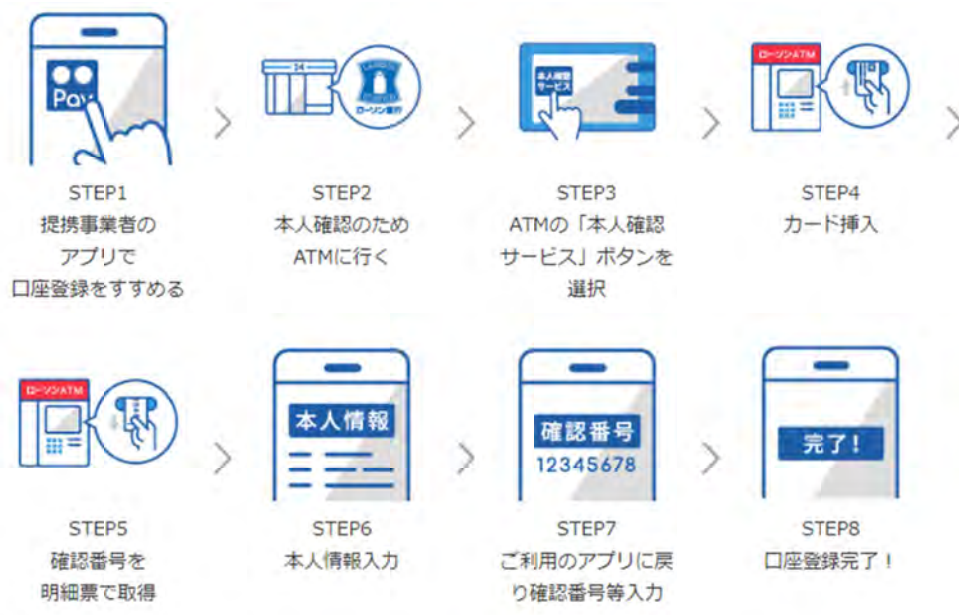 Pay
24
LAWSON
ローソン銀行
本人確認
サービス
ローソンATM
STEP1
提携事業者の
アプリで
口座登録をすすめる
STEP2
本人確認のため
ATMに行く
STEP3
ATMの「本人確認
サービス」ボタンを
選択
STEP4
カード挿入
ローソンATM
本人情報
確認番号
12345678
完了!
STEP5
確認番号を
明細票で取得
STEP6
本人情報入力
STEP7
ご利用のアプリに戻
り確認番号等入力
STEP8
口座登録完了!